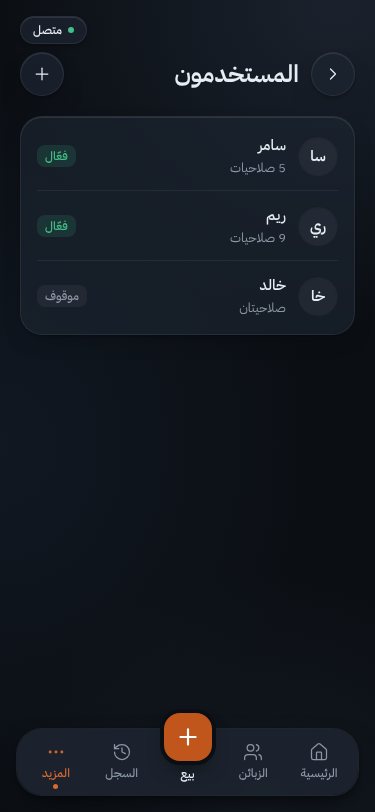 متصل
المستخدمون
سا
سامر
5 صلاحيات
فعّال
ري
ريم
9 صلاحيات
فعّال
خا
خالد
صلاحيتان
موقوف
الرئيسية
الزبائن
بيع
السجل
المزيد